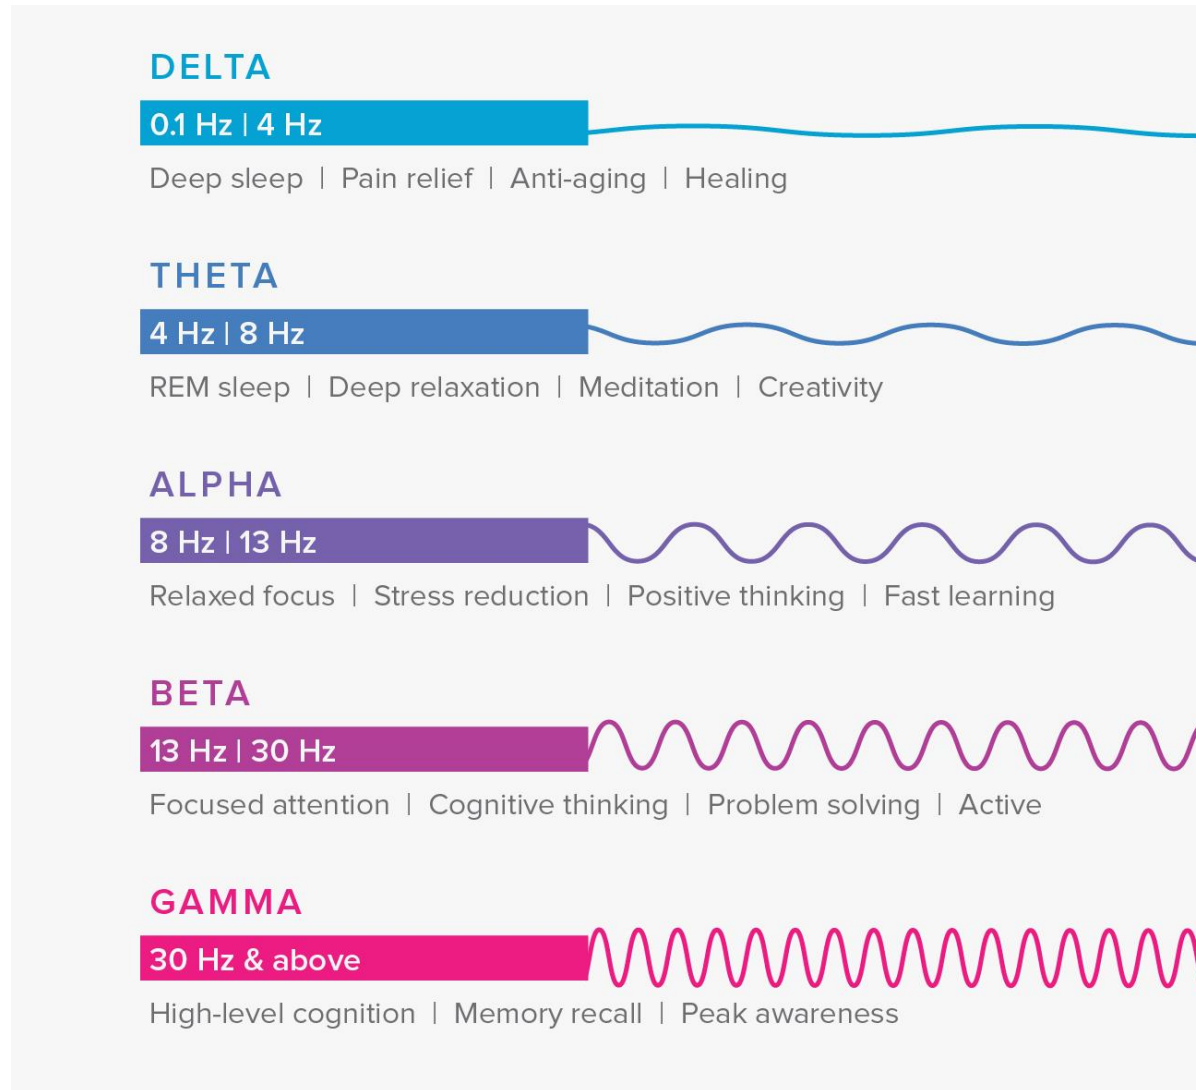 DELTA
0.1 Hz | 4 Hz
Deep sleep | Pain relief | Anti-aging | Healing
THETA
4 Hz | 8 Hz
REM sleep | Deep relaxation | Meditation | Creativity
ALPHA
8 Hz | 13 Hz
Relaxed focus | Stress reduction | Positive thinking | Fast learning
BETA
13 Hz | 30 Hz
Focused attention | Cognitive thinking | Problem solving | Active
GAMMA
30 Hz & above
High-level cognition | Memory recall | Peak awareness